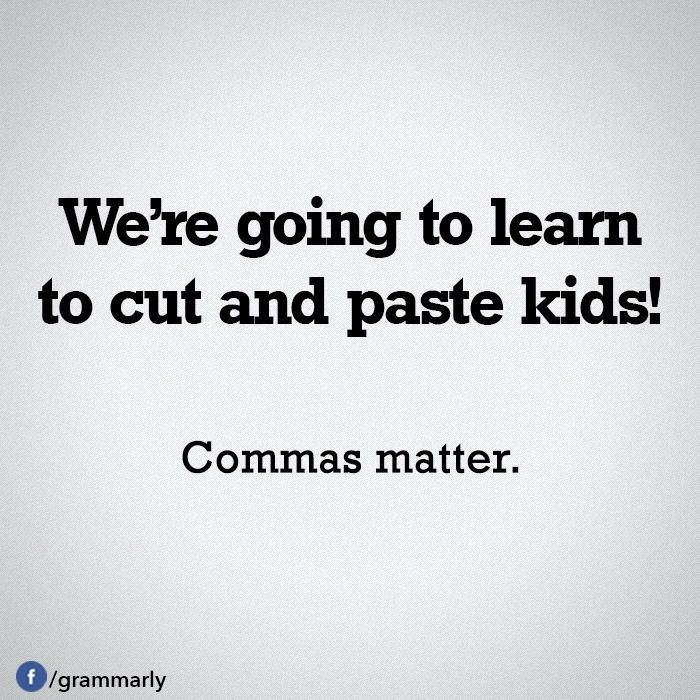 We’re going to learn
to cut and paste kids!
Commas matter.
f /grammarly